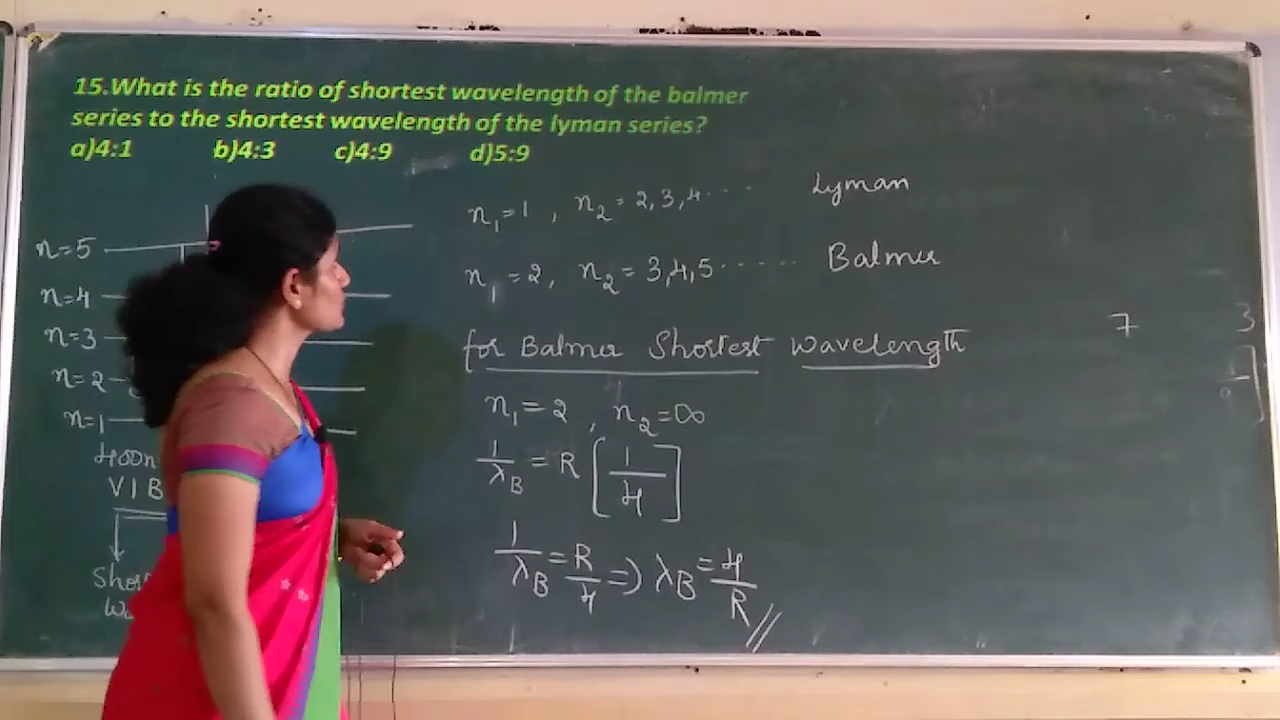 15.What is the ratio of shortest wavelength of the balmer
series to the shortest wavelength of the lyman series?
a)4:1 b)4:3 c)4:9 d)5:9
n₁=1 , n₂=2,3,4.... Lyman
n=5
n₁=2, n₂=3,4,5...... Balmer
n=4
n=3
for Balmer Shortest Wavelength
7 3
n=2
n₁=2 , n₂=∞
n=1
400n
1/λB = R [1/4]
VIB
1/λB = R/4 => λB = 4/R //
Shor